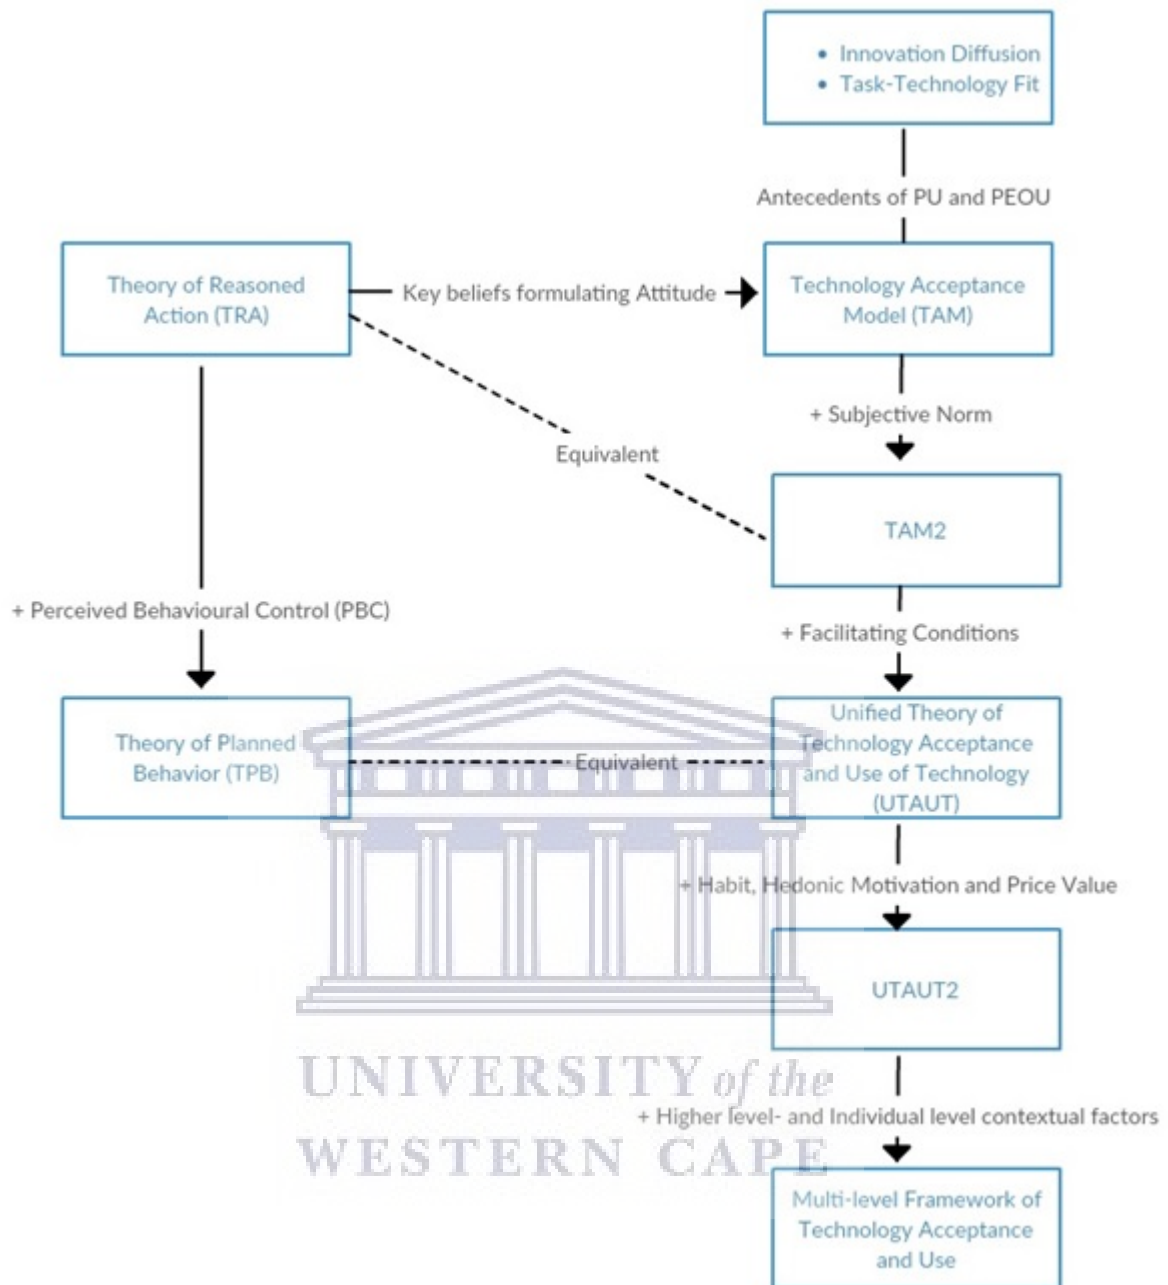 • Innovation Diffusion
• Task-Technology Fit
Antecedents of PU and PEOU
Theory of Reasoned
Action (TRA)
Key beliefs formulating Attitude
Technology Acceptance
Model (TAM)
+ Subjective Norm
Equivalent
TAM2
+ Perceived Behavioural Control (PBC)
+ Facilitating Conditions
Theory of Planned
Behavior (TPB)
Equivalent
Unified Theory of
Technology Acceptance
and Use of Technology
(UTAUT)
+ Habit, Hedonic Motivation and Price Value
UTAUT2
UNIVERSITY of the
WESTERN CAPE
+ Higher level- and Individual level contextual factors
Multi-level Framework of
Technology Acceptance
and Use